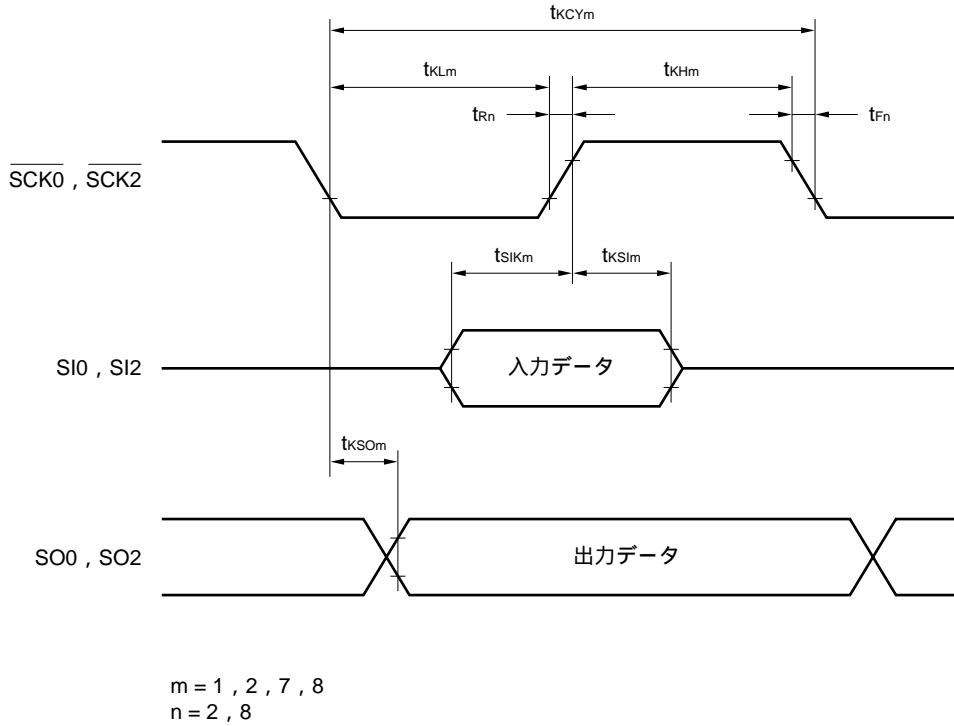 tKCYm
tKLm
tKHm
tRn
tFn
SCK0 , SCK2
tSIKm
tKSIm
SI0 , SI2
入力データ
tKSOm
SO0 , SO2
出力データ
m = 1 , 2 , 7 , 8
n = 2 , 8